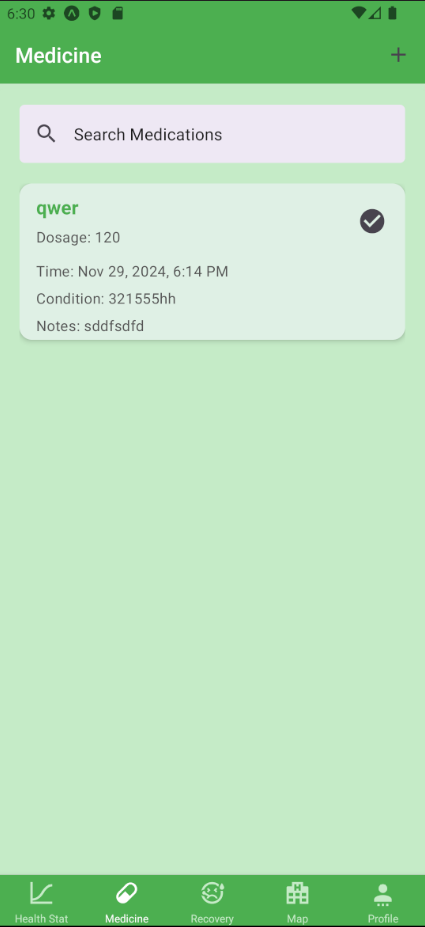 6:30
Medicine
Search Medications
qwer
Dosage: 120
Time: Nov 29, 2024, 6:14 PM
Condition: 321555hh
Notes: sddfsdfd
Health Stat Medicine Recovery Map Profile